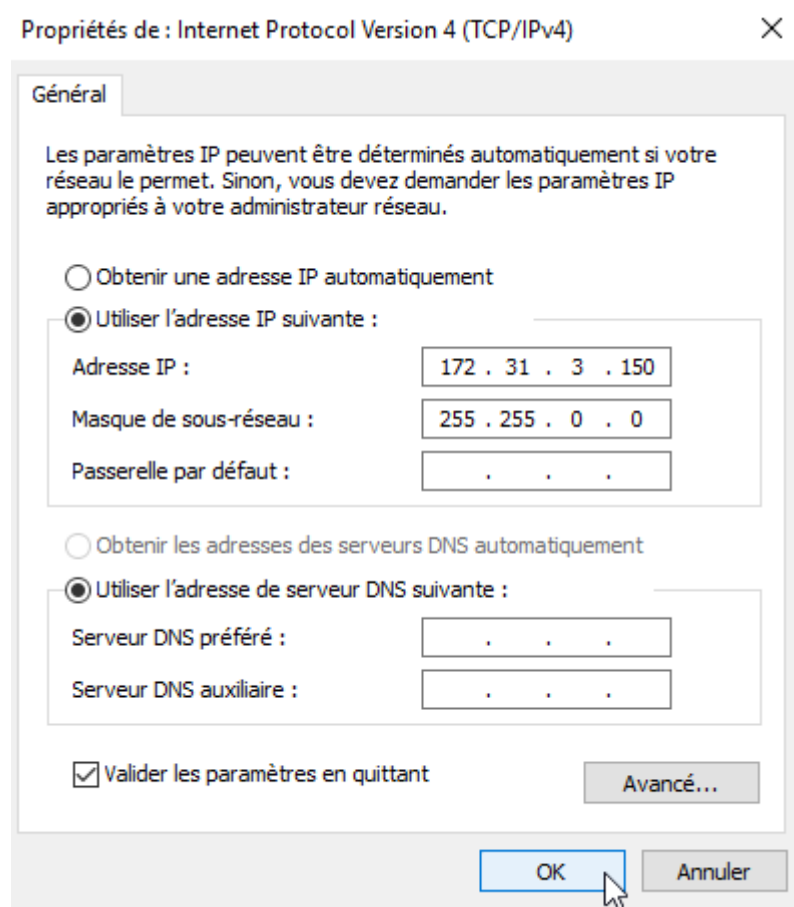 Propriétés de : Internet Protocol Version 4 (TCP/IPv4)
Général
Les paramètres IP peuvent être déterminés automatiquement si votre
réseau le permet. Sinon, vous devez demander les paramètres IP
appropriés à votre administrateur réseau.
Obtenir une adresse IP automatiquement
Utiliser l'adresse IP suivante :
Adresse IP : 172 . 31 . 3 . 150
Masque de sous-réseau : 255 . 255 . 0 . 0
Passerelle par défaut : . . .
Obtenir les adresses des serveurs DNS automatiquement
Utiliser l'adresse de serveur DNS suivante :
Serveur DNS préféré : . . .
Serveur DNS auxiliaire : . . .
Valider les paramètres en quittant
Avancé...
OK Annuler